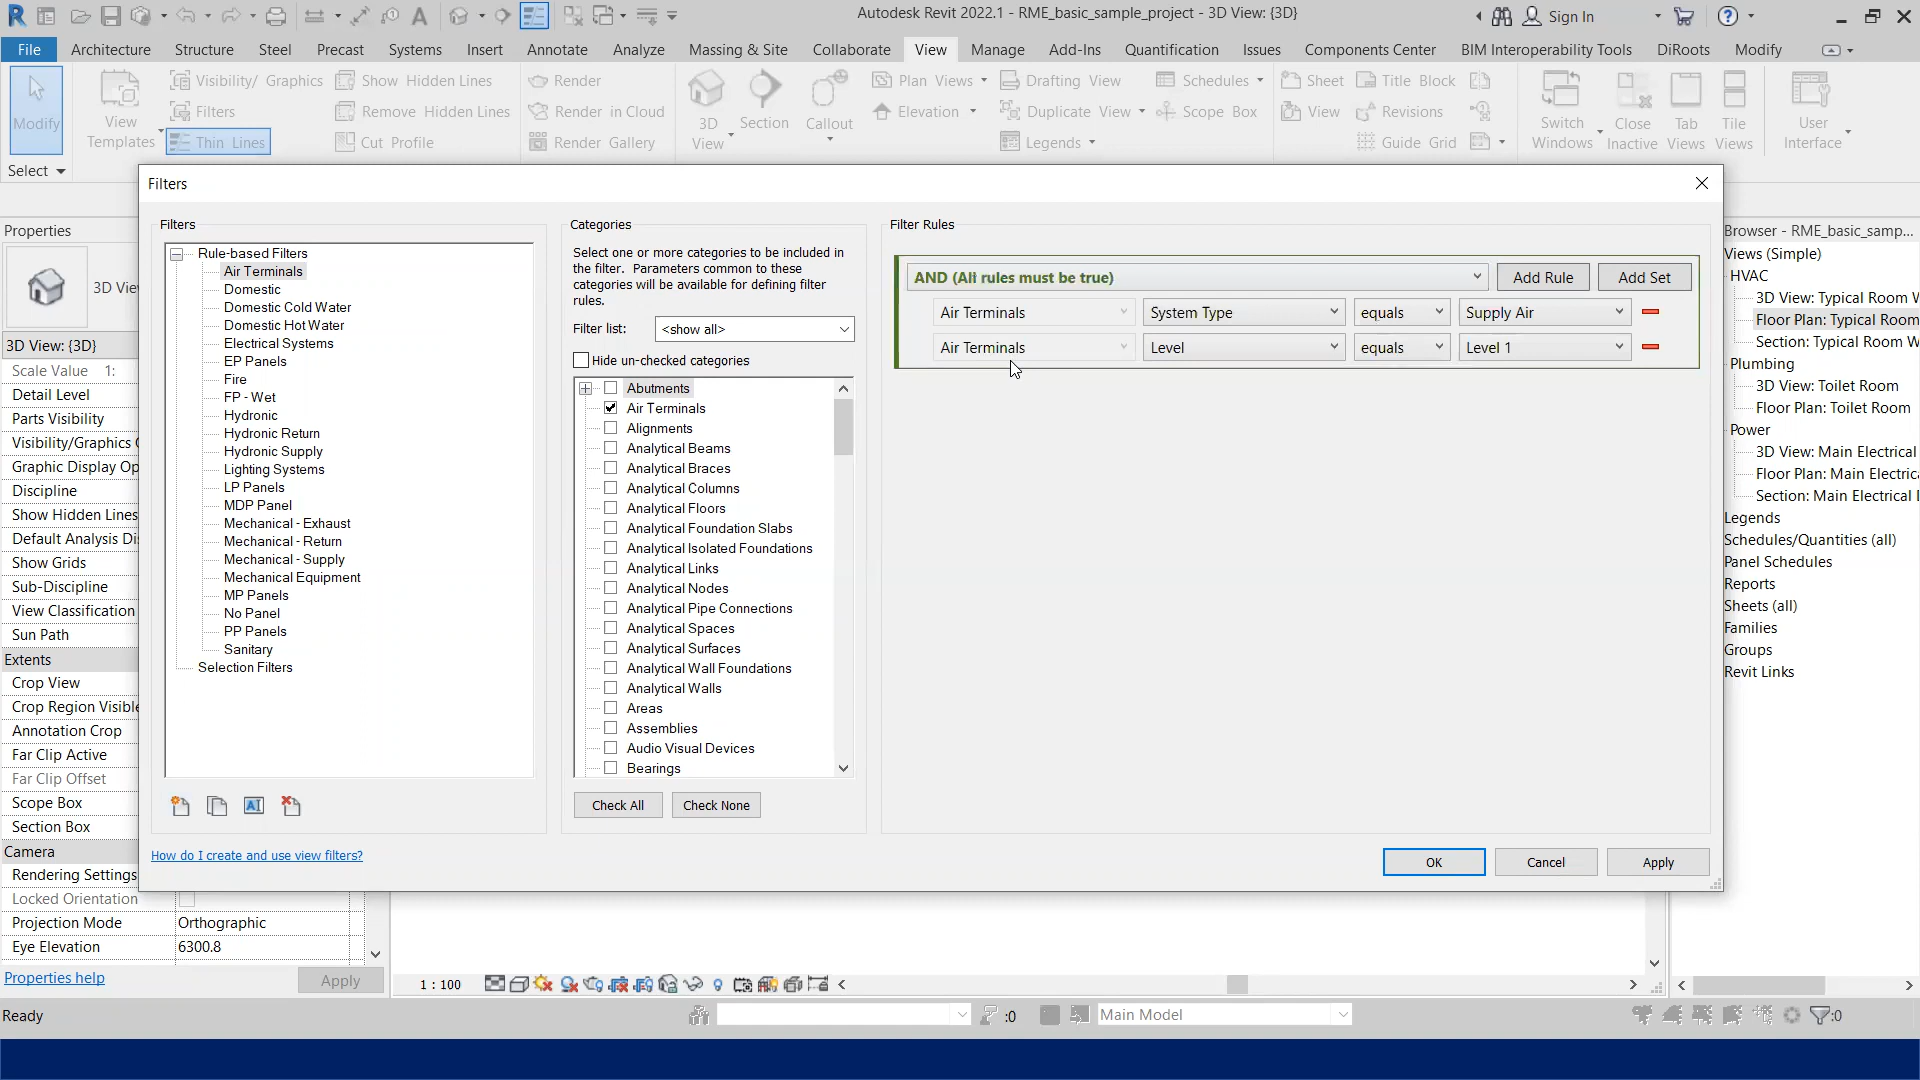 Autodesk Revit 2022.1 - RME_basic_sample_project - 3D View: {3D}
Sign In
File
Architecture
Structure
Steel
Precast
Systems
Insert
Annotate
Analyze
Massing & Site
Collaborate
View
Manage
Add-Ins
Quantification
Issues
Components Center
BIM Interoperability Tools
DiRoots
Modify
Modify
View
Templates
Visibility/ Graphics
Filters
Thin Lines
Show Hidden Lines
Remove Hidden Lines
Cut Profile
Render
Render in Cloud
Render Gallery
3D
View
Section
Callout
Plan Views
Elevation
Drafting View
Duplicate View
Legends
Schedules
Scope Box
Sheet
View
Title Block
Revisions
Guide Grid
Switch
Windows
Close
Inactive
Tab
Views
Tile
Views
User
Interface
Select
Properties
3D Vie
3D View: {3D}
Scale Value 1:
Detail Level
Parts Visibility
Visibility/Graphics
Graphic Display Op
Discipline
Show Hidden Lines
Default Analysis Di
Show Grids
Sub-Discipline
View Classification
Sun Path
Extents
Crop View
Crop Region Visible
Annotation Crop
Far Clip Active
Far Clip Offset
Scope Box
Section Box
Camera
Rendering Settings
Locked Orientation
Projection Mode
Orthographic
Eye Elevation
6300.8
Properties help
Apply
Filters
Filters
Rule-based Filters
Air Terminals
Domestic
Domestic Cold Water
Domestic Hot Water
Electrical Systems
EP Panels
Fire
FP - Wet
Hydronic
Hydronic Return
Hydronic Supply
Lighting Systems
LP Panels
MDP Panel
Mechanical - Exhaust
Mechanical - Return
Mechanical - Supply
Mechanical Equipment
MP Panels
No Panel
PP Panels
Sanitary
Selection Filters
How do I create and use view filters?
Categories
Select one or more categories to be included in
the filter. Parameters common to these
categories will be available for defining filter
rules.
Filter list:
<show all>
Hide un-checked categories
Abutments
Air Terminals
Alignments
Analytical Beams
Analytical Braces
Analytical Columns
Analytical Floors
Analytical Foundation Slabs
Analytical Isolated Foundations
Analytical Links
Analytical Nodes
Analytical Pipe Connections
Analytical Spaces
Analytical Surfaces
Analytical Wall Foundations
Analytical Walls
Areas
Assemblies
Audio Visual Devices
Bearings
Check All
Check None
Filter Rules
AND (All rules must be true)
Add Rule
Add Set
Air Terminals
System Type
equals
Supply Air
Air Terminals
Level
equals
Level 1
OK
Cancel
Apply
Browser - RME_basic_samp...
Views (Simple)
HVAC
3D View: Typical Room W
Floor Plan: Typical Room
Section: Typical Room W
Plumbing
3D View: Toilet Room
Floor Plan: Toilet Room
Power
3D View: Main Electrical
Floor Plan: Main Electrica
Section: Main Electrical
Legends
Schedules/Quantities (all)
Panel Schedules
Reports
Sheets (all)
Families
Groups
Revit Links
1 : 100
Ready
:0
Main Model
:0